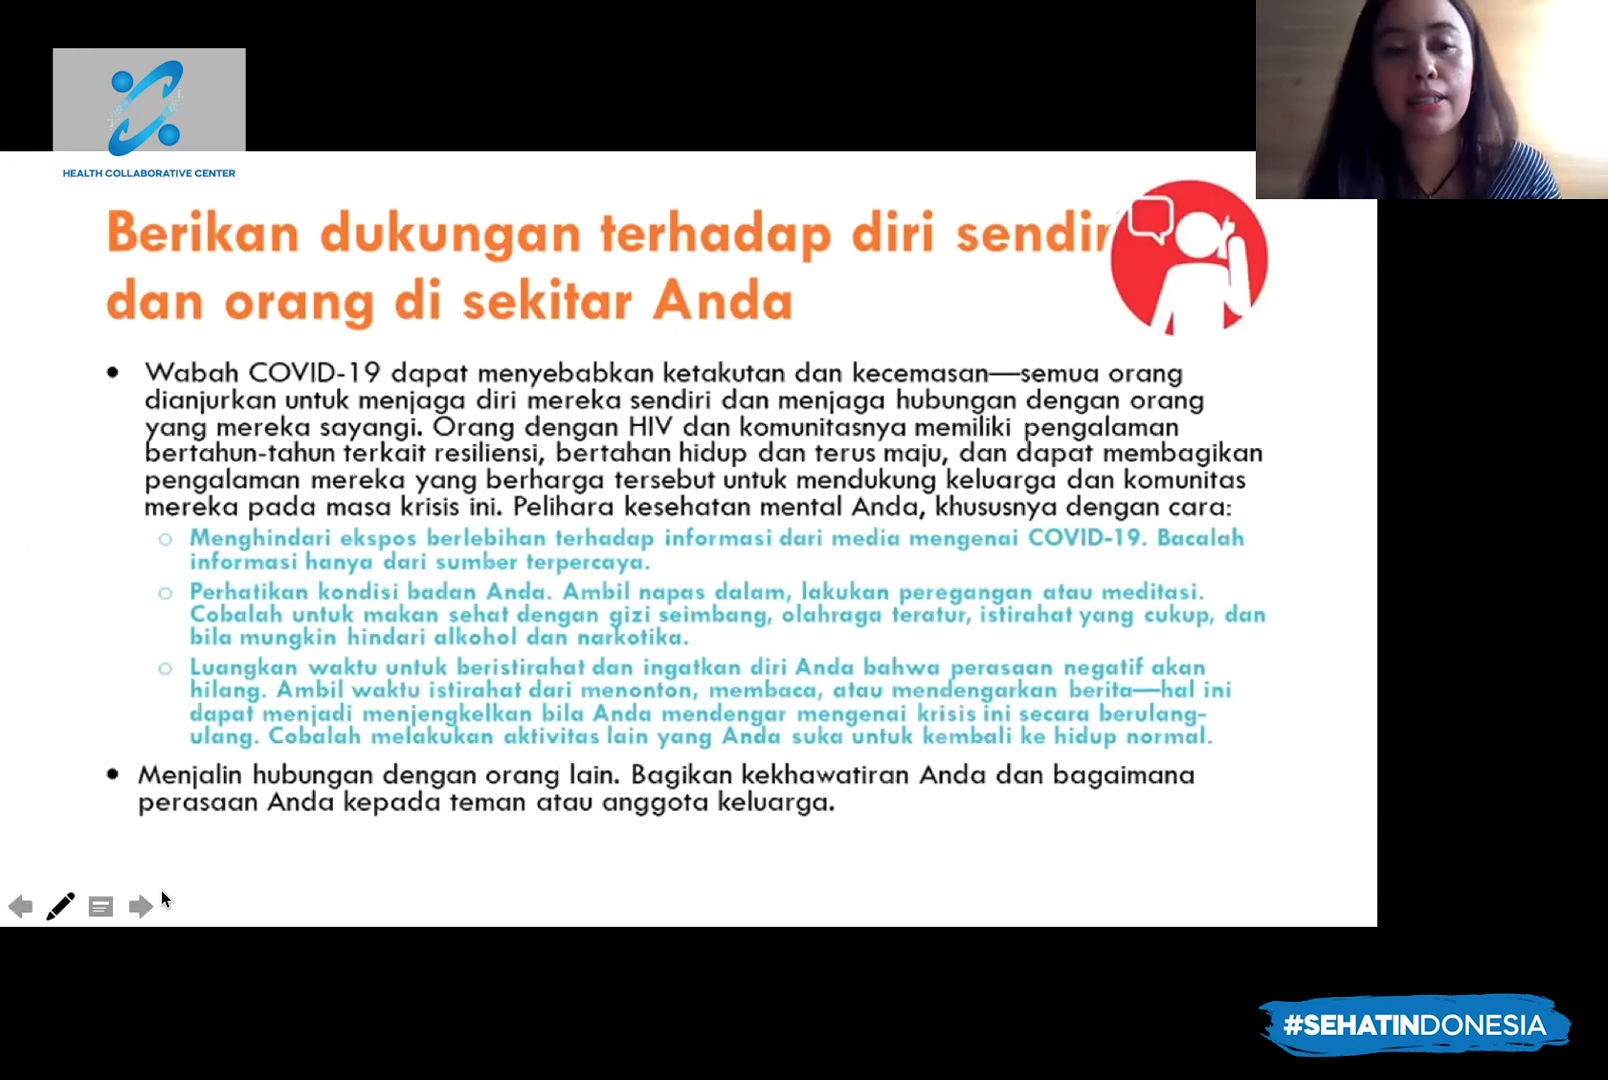 HEALTH COLLABORATIVE CENTER
Berikan dukungan terhadap diri sendir
dan orang di sekitar Anda
• Wabah COVID-19 dapat menyebabkan ketakutan dan kecemasan—semua orang
dianjurkan untuk menjaga diri mereka sendiri dan menjaga hubungan dengan orang
yang mereka sayangi. Orang dengan HIV dan komunitasnya memiliki pengalaman
bertahun-tahun terkait resiliensi, bertahan hidup dan terus maju, dan dapat membagikan
pengalaman mereka yang berharga tersebut untuk mendukung keluarga dan komunitas
mereka pada masa krisis ini. Pelihara kesehatan mental Anda, khususnya dengan cara:
○ Menghindari ekspos berlebihan terhadap informasi dari media mengenai COVID-19. Bacalah
informasi hanya dari sumber terpercaya.
○ Perhatikan kondisi badan Anda. Ambil napas dalam, lakukan peregangan atau meditasi.
Cobalah untuk makan sehat dengan gizi seimbang, olahraga teratur, istirahat yang cukup, dan
bila mungkin hindari alkohol dan narkotika.
○ Luangkan waktu untuk beristirahat dan ingatkan diri Anda bahwa perasaan negatif akan
hilang. Ambil waktu istirahat dari menonton, membaca, atau mendengarkan berita—hal ini
dapat menjadi menjengkelkan bila Anda mendengar mengenai krisis ini secara berulang-
ulang. Cobalah melakukan aktivitas lain yang Anda suka untuk kembali ke hidup normal.
• Menjalin hubungan dengan orang lain. Bagikan kekhawatiran Anda dan bagaimana
perasaan Anda kepada teman atau anggota keluarga.
#SEHATINDONESIA